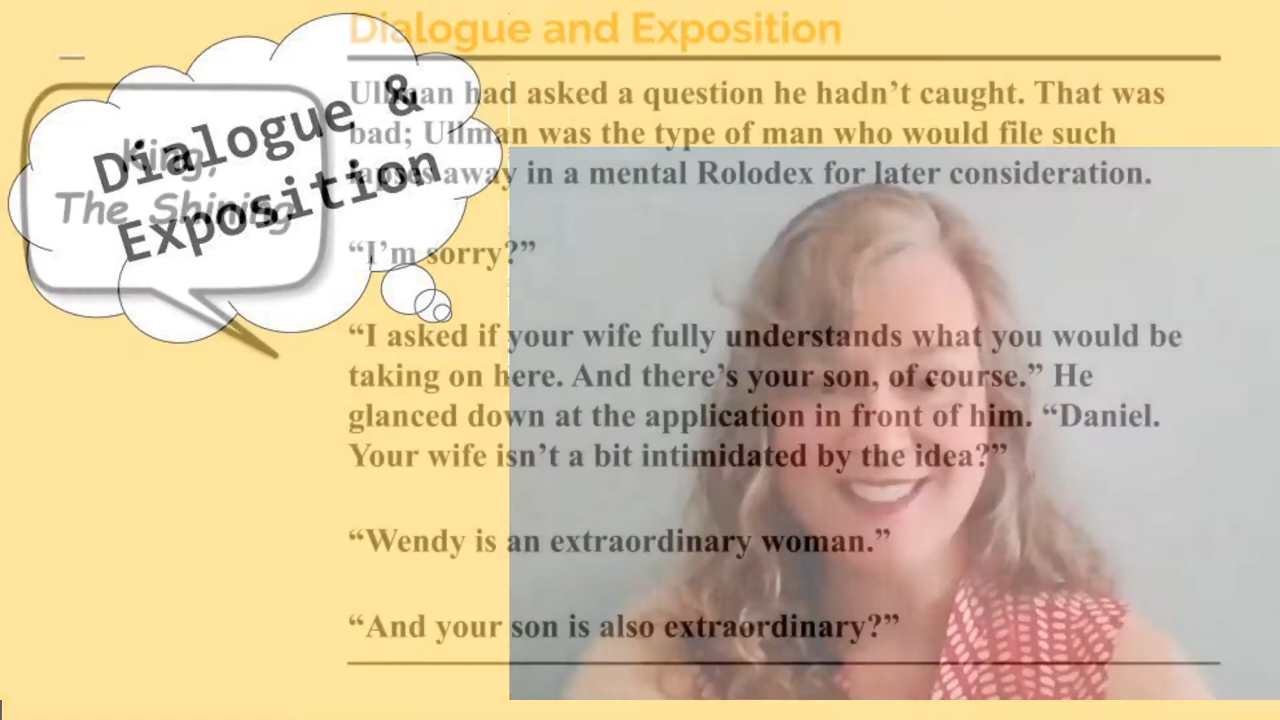 Dialogue and Exposition
Dialogue &
Exposition
King,
The Shining
Ullman had asked a question he hadn’t caught. That was
bad; Ullman was the type of man who would file such
lapses away in a mental Rolodex for later consideration.
“I’m sorry?”
“I asked if your wife fully understands what you would be
taking on here. And there’s your son, of course.” He
glanced down at the application in front of him. “Daniel.
Your wife isn’t a bit intimidated by the idea?”
“Wendy is an extraordinary woman.”
“And your son is also extraordinary?”